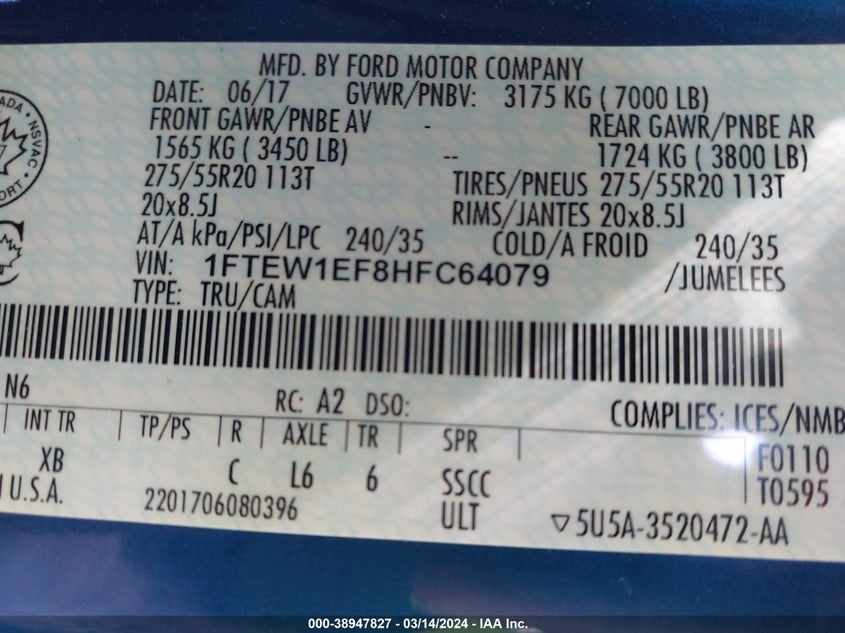 MFD. BY FORD MOTOR COMPANY
DATE: 06/17 GVWR/PNBV: 3175 KG ( 7000 LB)
FRONT GAWR/PNBE AV - REAR GAWR/PNBE AR
1565 KG ( 3450 LB) -- 1724 KG ( 3800 LB)
275/55R20 113T TIRES/PNEUS 275/55R20 113T
20x8.5J RIMS/JANTES 20x8.5J
AT/A kPa/PSI/LPC 240/35 COLD/A FROID 240/35
VIN: 1FTEW1EF8HFC64079 /JUMELEES
TYPE: TRU/CAM
NSVAC
N6 RC: A2 DSO: COMPLIES: ICES/NMB
INT TR TP/PS R AXLE TR SPR F0110
XB C L6 6 SSCC T0595
U.S.A. 2201706080396 ULT 5U5A-3520472-AA
000-38947827 - 03/14/2024 - IAA Inc.